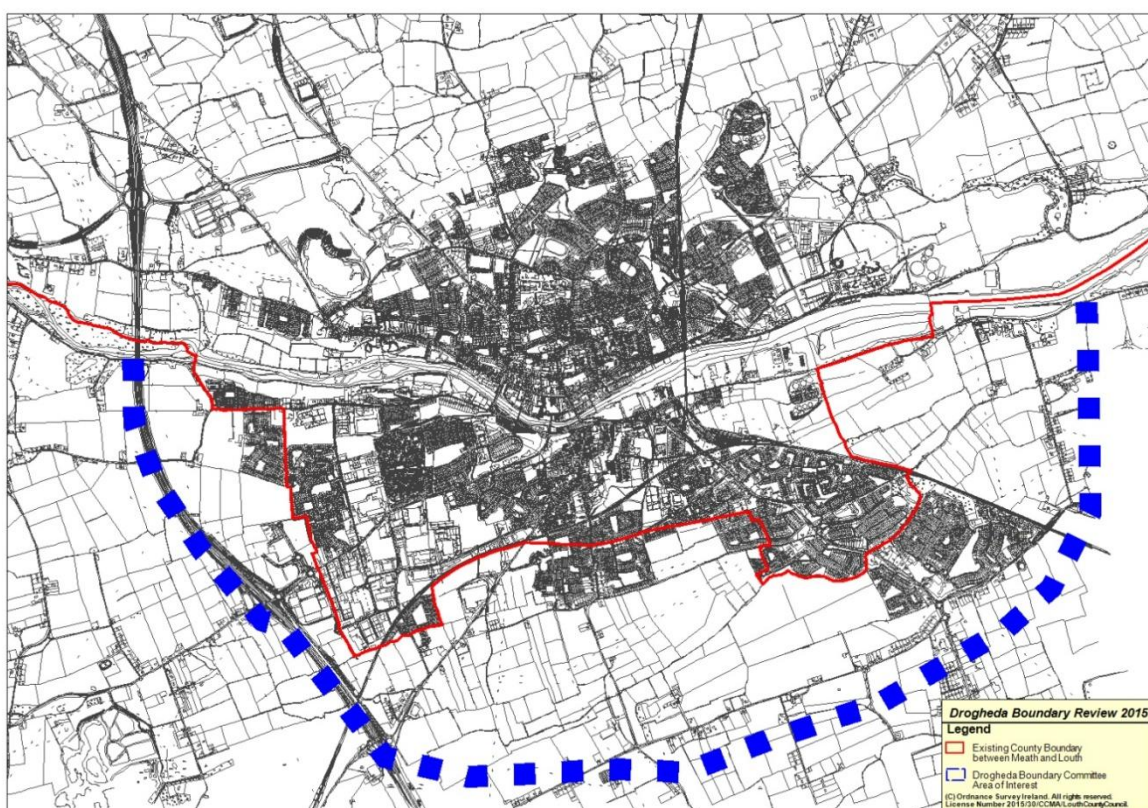 Drogheda Boundary Review 2015
Legend
Existing County Boundary
between Meath and Louth
Drogheda Boundary Committee
Area of Interest
(C) Ordnance Survey Ireland. All rights reserved.
License Number 2015/30/CCMA/LouthCountyCouncil